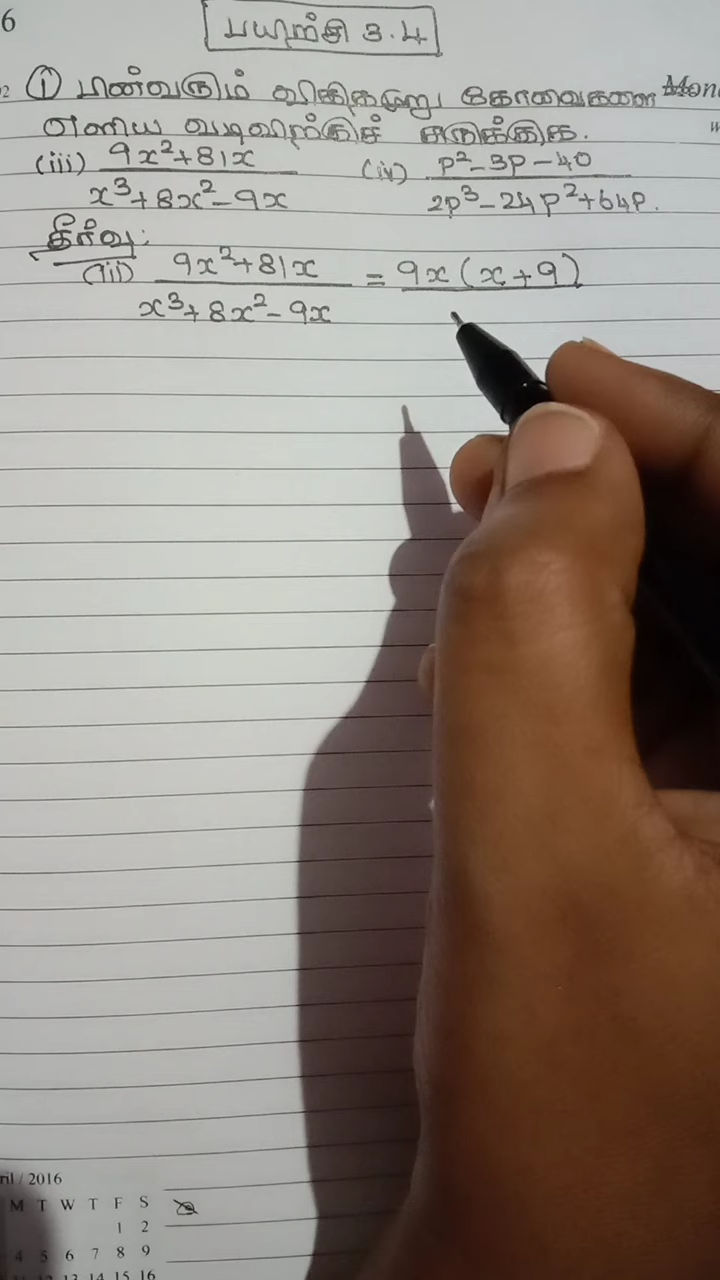 6
பயிற்சி 3.4
① பின்வரும் விகிதமுறு கோவைகளை
எளிய வடிவிற்குச் சுருக்குக.
(iii) 9x²+81x / x³+8x²-9x (iv) p²-3p-40 / 2p³-24p²+64p.
தீர்வு:
(iii) 9x²+81x / x³+8x²-9x = 9x(x+9)
2016
M T W T F S
1 2
4 5 6 7 8 9
13 14 15 16